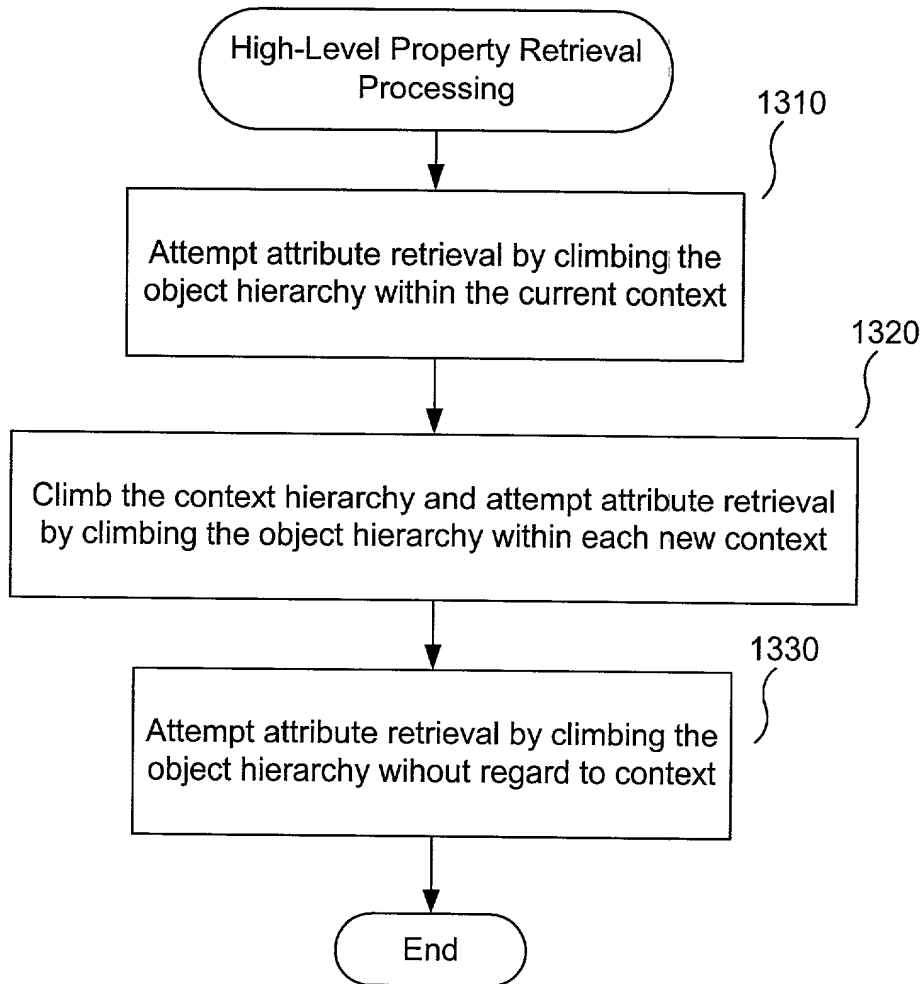 High-Level Property Retrieval
Processing
1310
Attempt attribute retrieval by climbing the
object hierarchy within the current context
1320
Climb the context hierarchy and attempt attribute retrieval
by climbing the object hierarchy within each new context
1330
Attempt attribute retrieval by climbing the
object hierarchy wihout regard to context
End